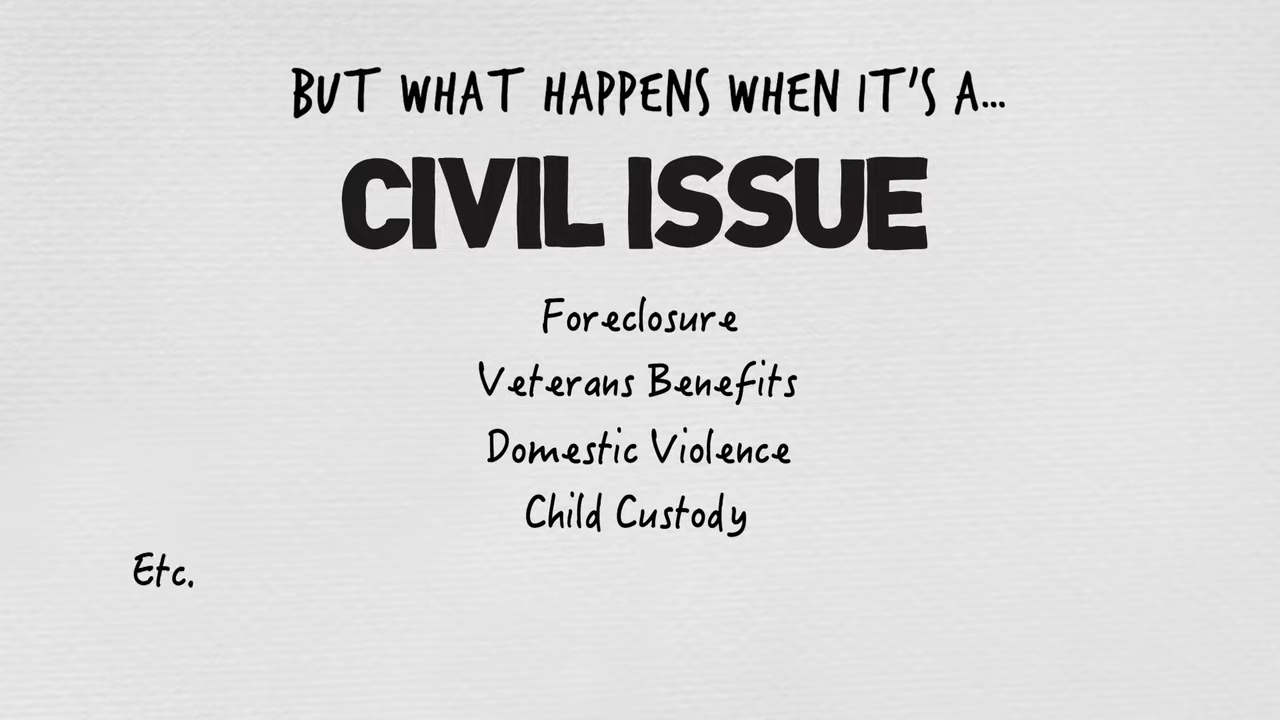 BUT WHAT HAPPENS WHEN IT'S A...
CIVIL ISSUE
Foreclosure
Veterans Benefits
Domestic Violence
Child Custody
Etc.